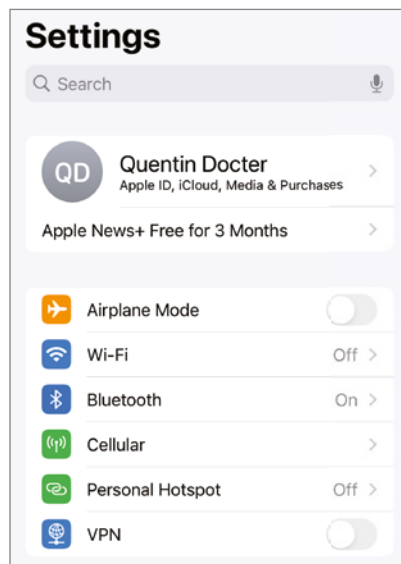 Settings
Search
QD
Quentin Docter
Apple ID, iCloud, Media & Purchases
Apple News+ Free for 3 Months
Airplane Mode
Wi-Fi Off
Bluetooth On
Cellular
Personal Hotspot Off
VPN